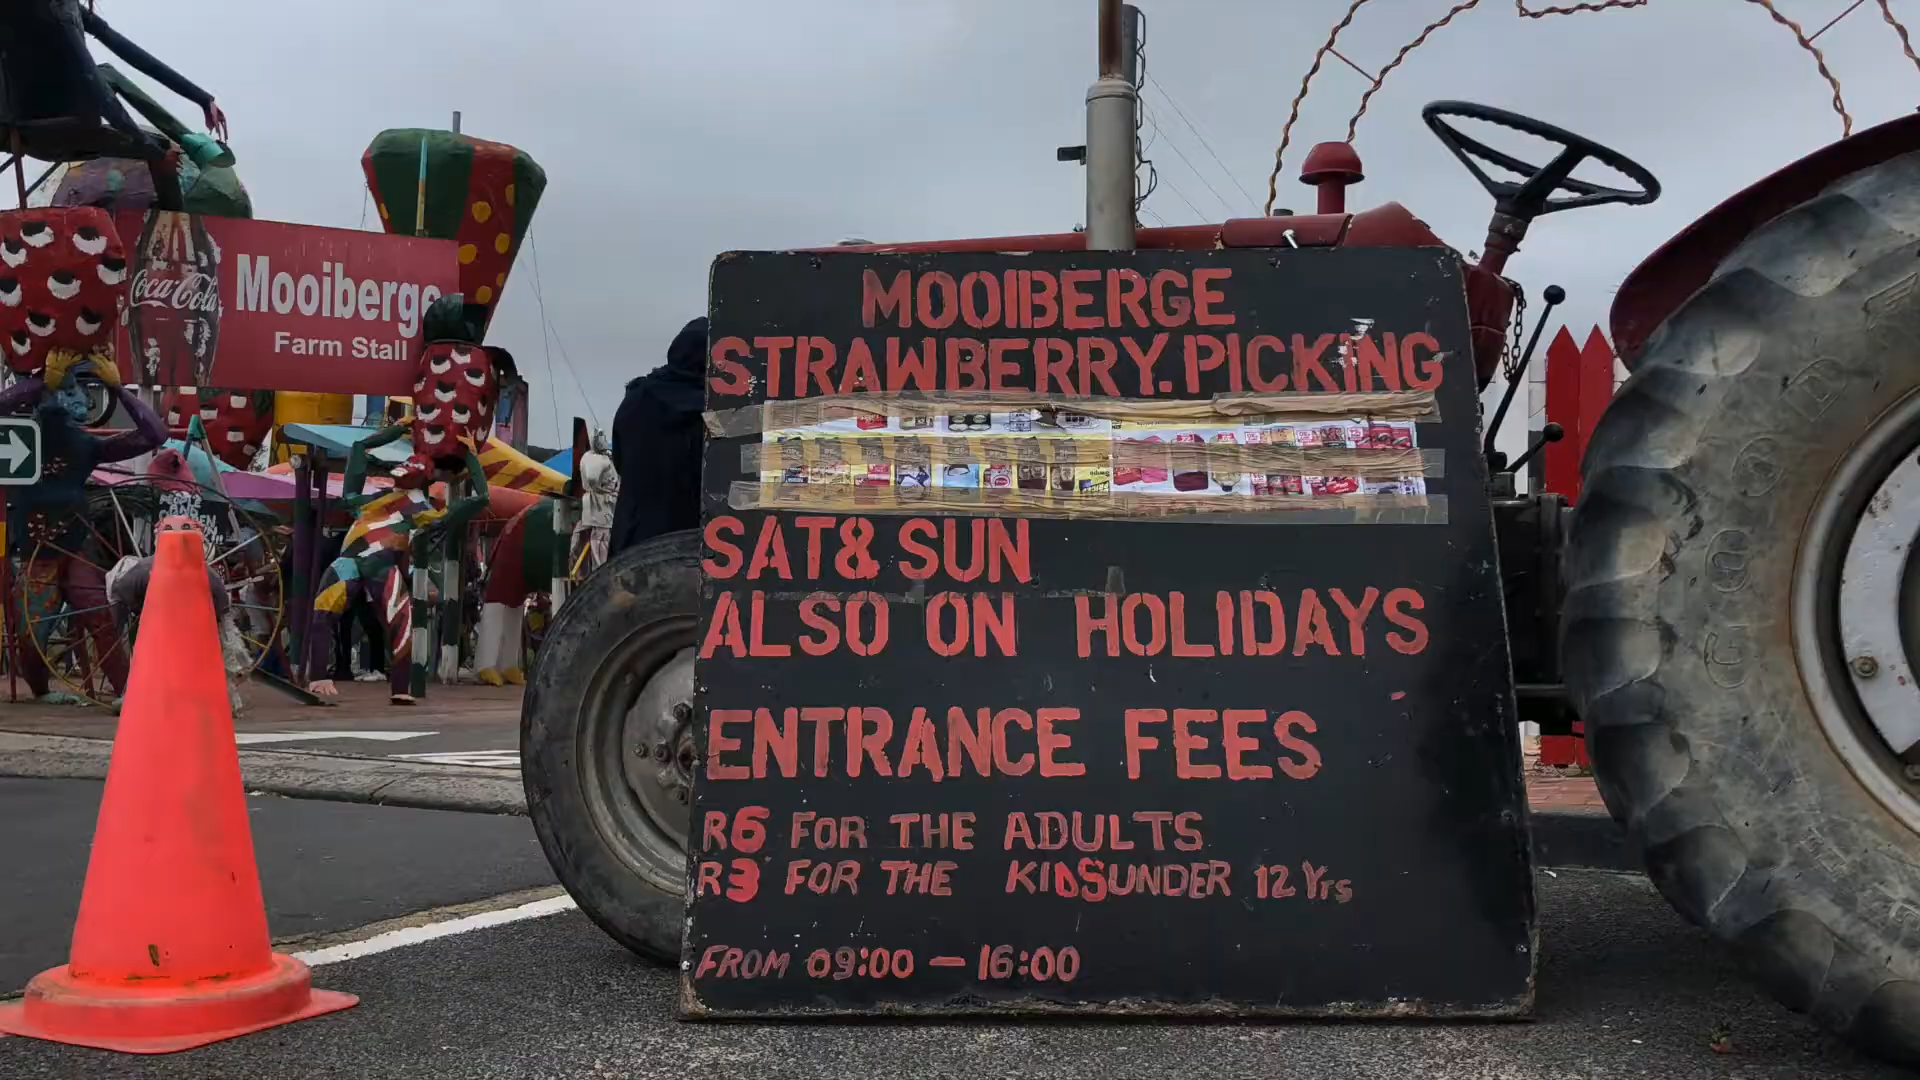 Coca-Cola
Mooiberge
Farm Stall
MOOIBERGE
STRAWBERRY.PICKING
SAT& SUN
ALSO ON HOLIDAYS
ENTRANCE FEES
R6 FOR THE ADULTS
R3 FOR THE KIDSUNDER 12 Yrs
FROM 09:00 — 16:00